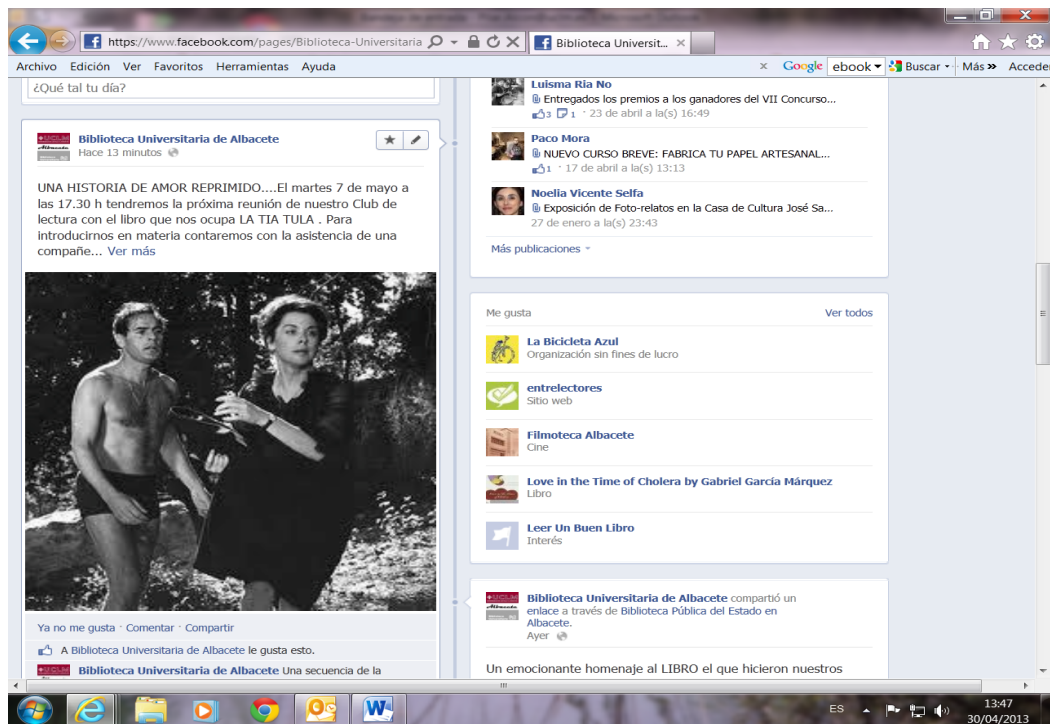 https://www.facebook.com/pages/Biblioteca-Universitaria
Biblioteca Universit...
Archivo Edición Ver Favoritos Herramientas Ayuda
x Google ebook Buscar Más » Acceder
¿Qué tal tu día?
Biblioteca Universitaria de Albacete
Hace 13 minutos
UNA HISTORIA DE AMOR REPRIMIDO....El martes 7 de mayo a
las 17.30 h tendremos la próxima reunión de nuestro Club de
lectura con el libro que nos ocupa LA TIA TULA . Para
introducirnos en materia contaremos con la asistencia de una
compañe... Ver más
Ya no me gusta · Comentar · Compartir
A Biblioteca Universitaria de Albacete le gusta esto.
Biblioteca Universitaria de Albacete Una secuencia de la
Luisma Ria No
Entregados los premios a los ganadores del VII Concurso...
3 1 · 23 de abril a la(s) 16:49
Paco Mora
NUEVO CURSO BREVE: FABRICA TU PAPEL ARTESANAL...
1 · 17 de abril a la(s) 13:13
Noelia Vicente Selfa
Exposición de Foto-relatos en la Casa de Cultura José Sa...
27 de enero a la(s) 23:43
Más publicaciones
Me gusta Ver todos
La Bicicleta Azul
Organización sin fines de lucro
entrelectores
Sitio web
Filmoteca Albacete
Cine
Love in the Time of Cholera by Gabriel García Márquez
Libro
Leer Un Buen Libro
Interés
Biblioteca Universitaria de Albacete compartió un
enlace a través de Biblioteca Pública del Estado en
Albacete.
Ayer
Un emocionante homenaje al LIBRO el que hicieron nuestros
ES
13:47
30/04/2013